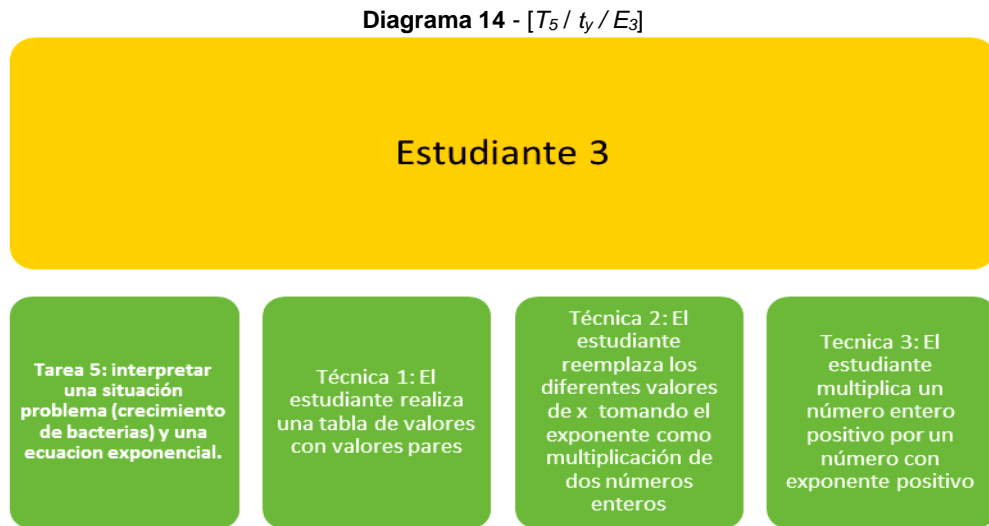 Diagrama 14 - [T5 / ty / E3]
Estudiante 3
Tarea 5: interpretar
una situación
problema (crecimiento
de bacterias) y una
ecuacion exponencial.
Técnica 1: El
estudiante realiza
una tabla de valores
con valores pares
Técnica 2: El
estudiante
reemplaza los
diferentes valores
de x tomando el
exponente como
multiplicación de
dos números
enteros
Tecnica 3: El
estudiante
multiplica un
número entero
positivo por un
número con
exponente positivo